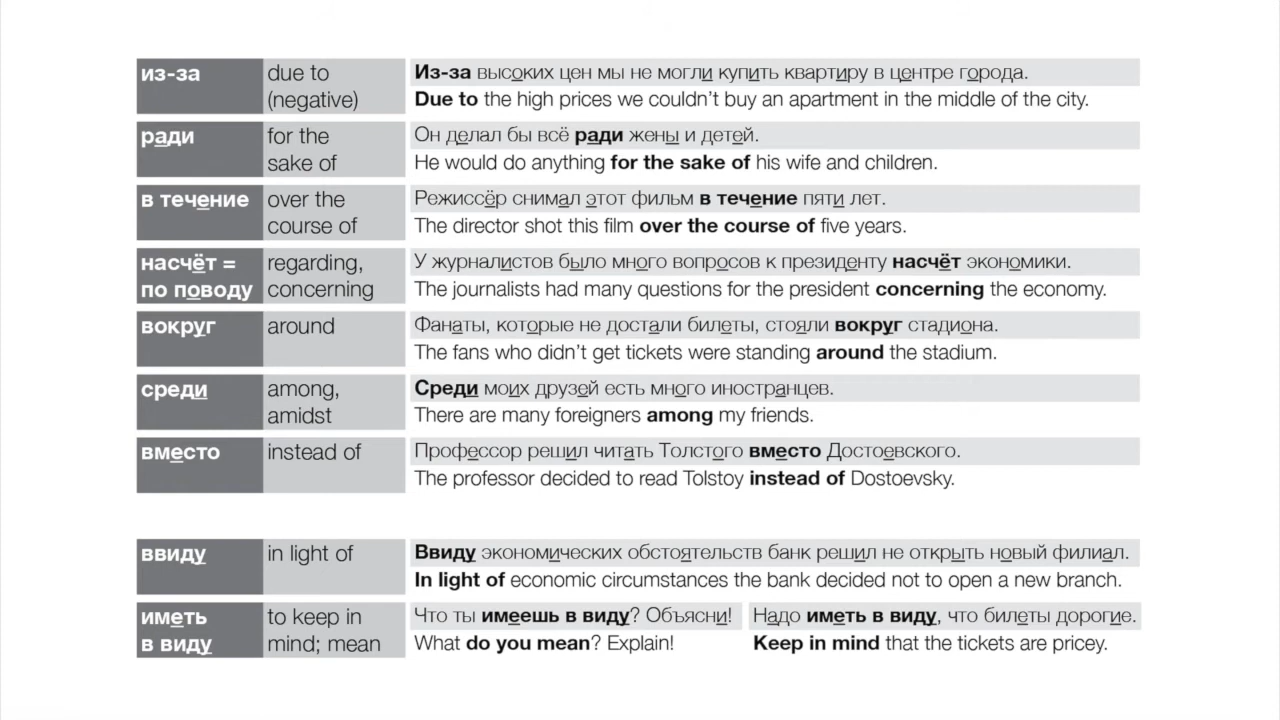 из-за due to Из-за высоких цен мы не могли купить квартиру в центре города.
(negative) Due to the high prices we couldn't buy an apartment in the middle of the city.
ради for the Он делал бы всё ради жены и детей.
sake of He would do anything for the sake of his wife and children.
в течение over the Режиссёр снимал этот фильм в течение пяти лет.
course of The director shot this film over the course of five years.
насчёт = regarding, У журналистов было много вопросов к президенту насчёт экономики.
по поводу concerning The journalists had many questions for the president concerning the economy.
вокруг around Фанаты, которые не достали билеты, стояли вокруг стадиона.
The fans who didn't get tickets were standing around the stadium.
среди among, Среди моих друзей есть много иностранцев.
amidst There are many foreigners among my friends.
вместо instead of Профессор решил читать Толстого вместо Достоевского.
The professor decided to read Tolstoy instead of Dostoevsky.
ввиду in light of Ввиду экономических обстоятельств банк решил не открыть новый филиал.
In light of economic circumstances the bank decided not to open a new branch.
иметь to keep in Что ты имеешь в виду? Объясни! Надо иметь в виду, что билеты дорогие.
в виду mind; mean What do you mean? Explain! Keep in mind that the tickets are pricey.